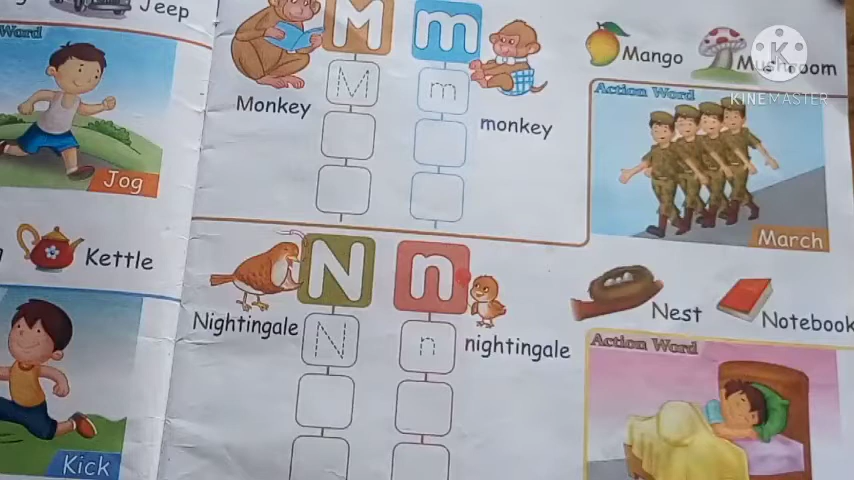 Jeep
Word
Jog
Kettle
Kick
M m
Monkey
M m
monkey
Mango
Mushroom
K
KINEMASTER
Action Word
March
N n
Nightingale
N n
nightingale
Nest
Notebook
Action Word